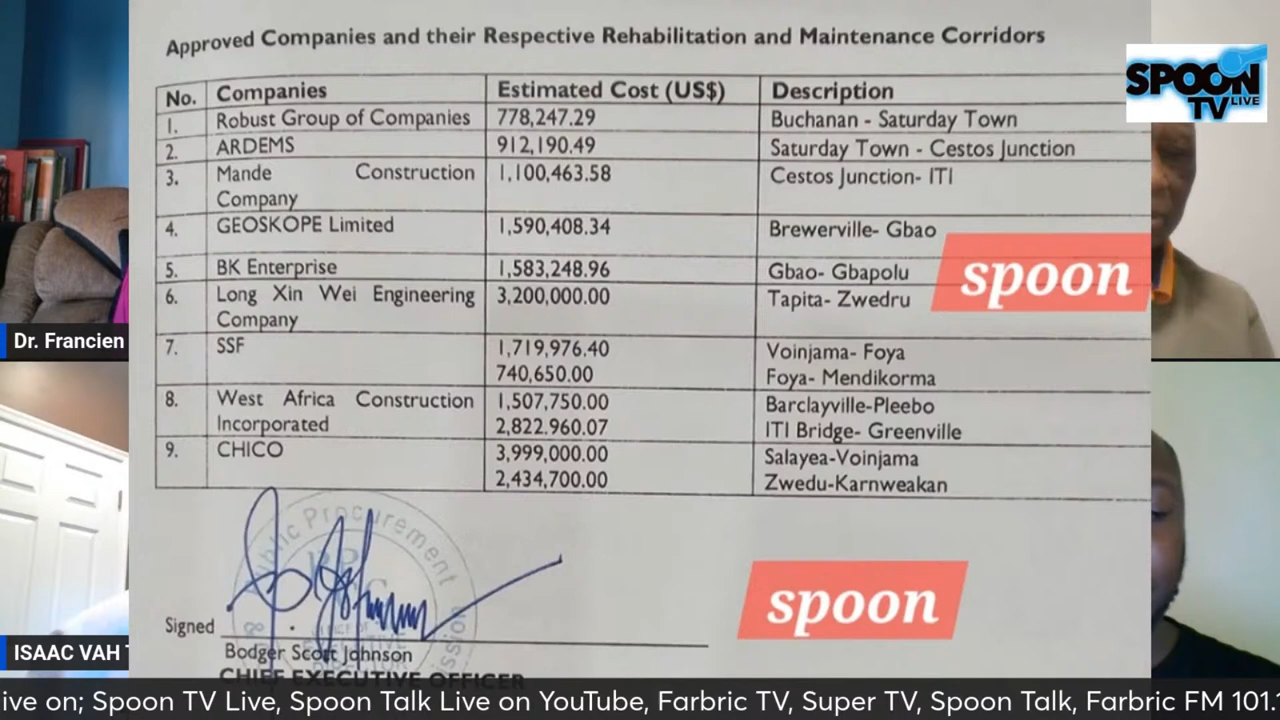 Approved Companies and their Respective Rehabilitation and Maintenance Corridors
No. Companies Estimated Cost (US$) Description
1. Robust Group of Companies 778,247.29 Buchanan - Saturday Town
2. ARDEMS 912,190.49 Saturday Town - Cestos Junction
3. Mande Construction 1,100,463.58 Cestos Junction- ITI
Company
4. GEOSKOPE Limited 1,590,408.34 Brewerville- Gbao
5. BK Enterprise 1,583,248.96 Gbao- Gbapolu
6. Long Xin Wei Engineering 3,200,000.00 Tapita- Zwedru
Company
7. SSF 1,719,976.40 Voinjama- Foya
740,650.00 Foya- Mendikorma
8. West Africa Construction 1,507,750.00 Barclayville-Pleebo
Incorporated 2,822.960.07 ITI Bridge- Greenville
9. CHICO 3,999,000.00 Salayea-Voinjama
2,434,700.00 Zwedu-Karnweakan
SPOON
TV LIVE
spoon
spoon
Dr. Francien
Public Procurement
Signed
Bodger Scott Johnson
CHIEF EXECUTIVE OFFICER
ISAAC VAH
ive on; Spoon TV Live, Spoon Talk Live on YouTube, Farbric TV, Super TV, Spoon Talk, Farbric FM 101.